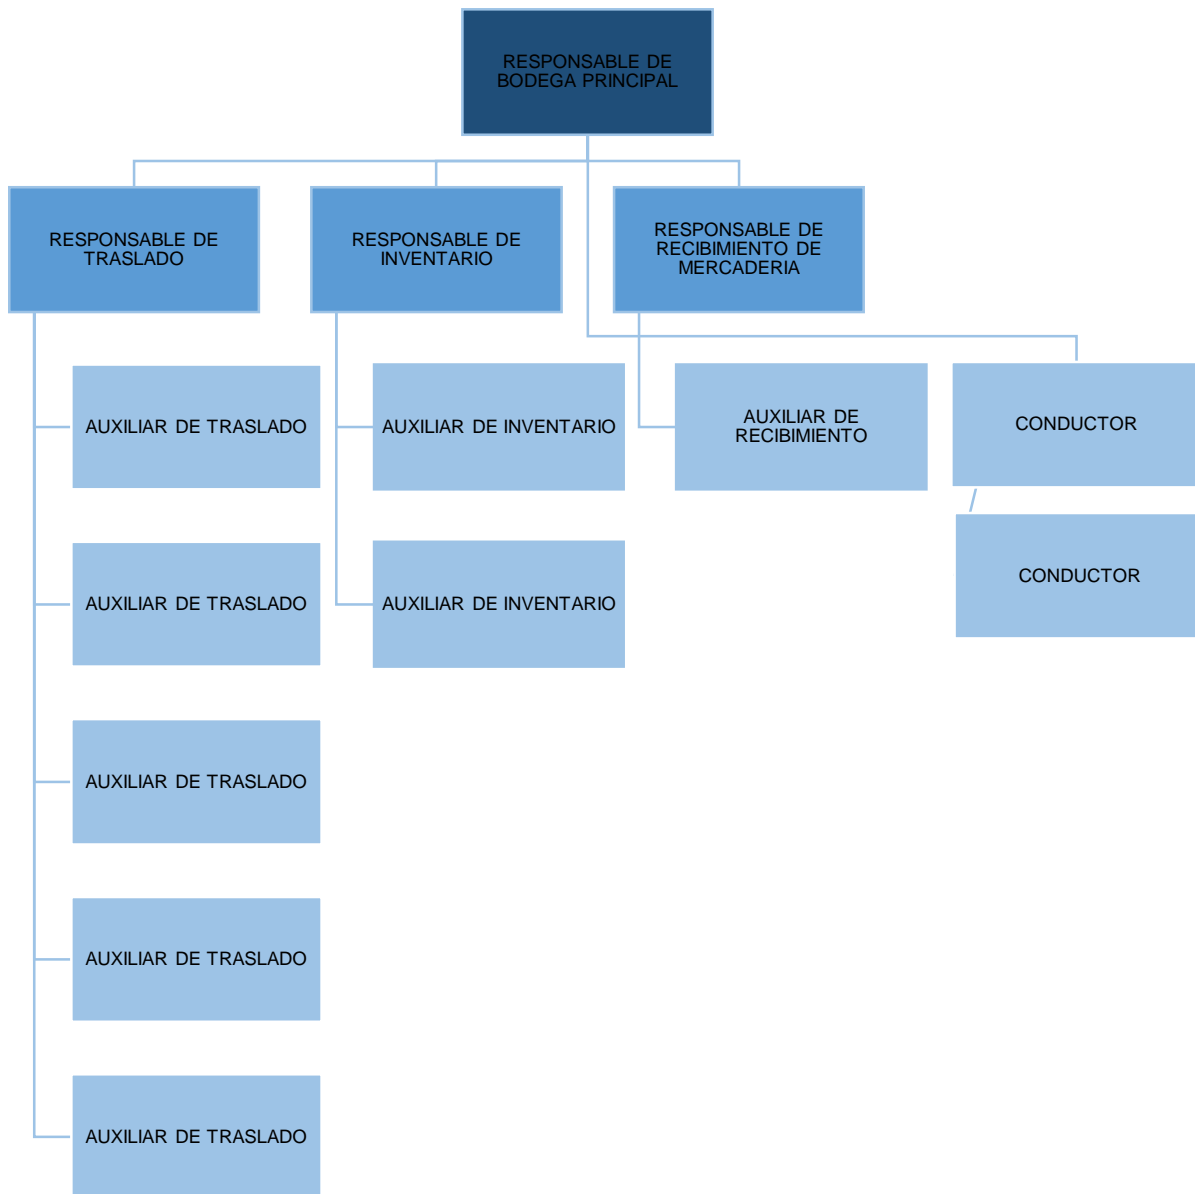 RESPONSABLE DE
BODEGA PRINCIPAL
RESPONSABLE DE
TRASLADO
RESPONSABLE DE
INVENTARIO
RESPONSABLE DE
RECIBIMIENTO DE
MERCADERIA
AUXILIAR DE TRASLADO
AUXILIAR DE INVENTARIO
AUXILIAR DE
RECIBIMIENTO
CONDUCTOR
AUXILIAR DE TRASLADO
AUXILIAR DE INVENTARIO
CONDUCTOR
AUXILIAR DE TRASLADO
AUXILIAR DE TRASLADO
AUXILIAR DE TRASLADO